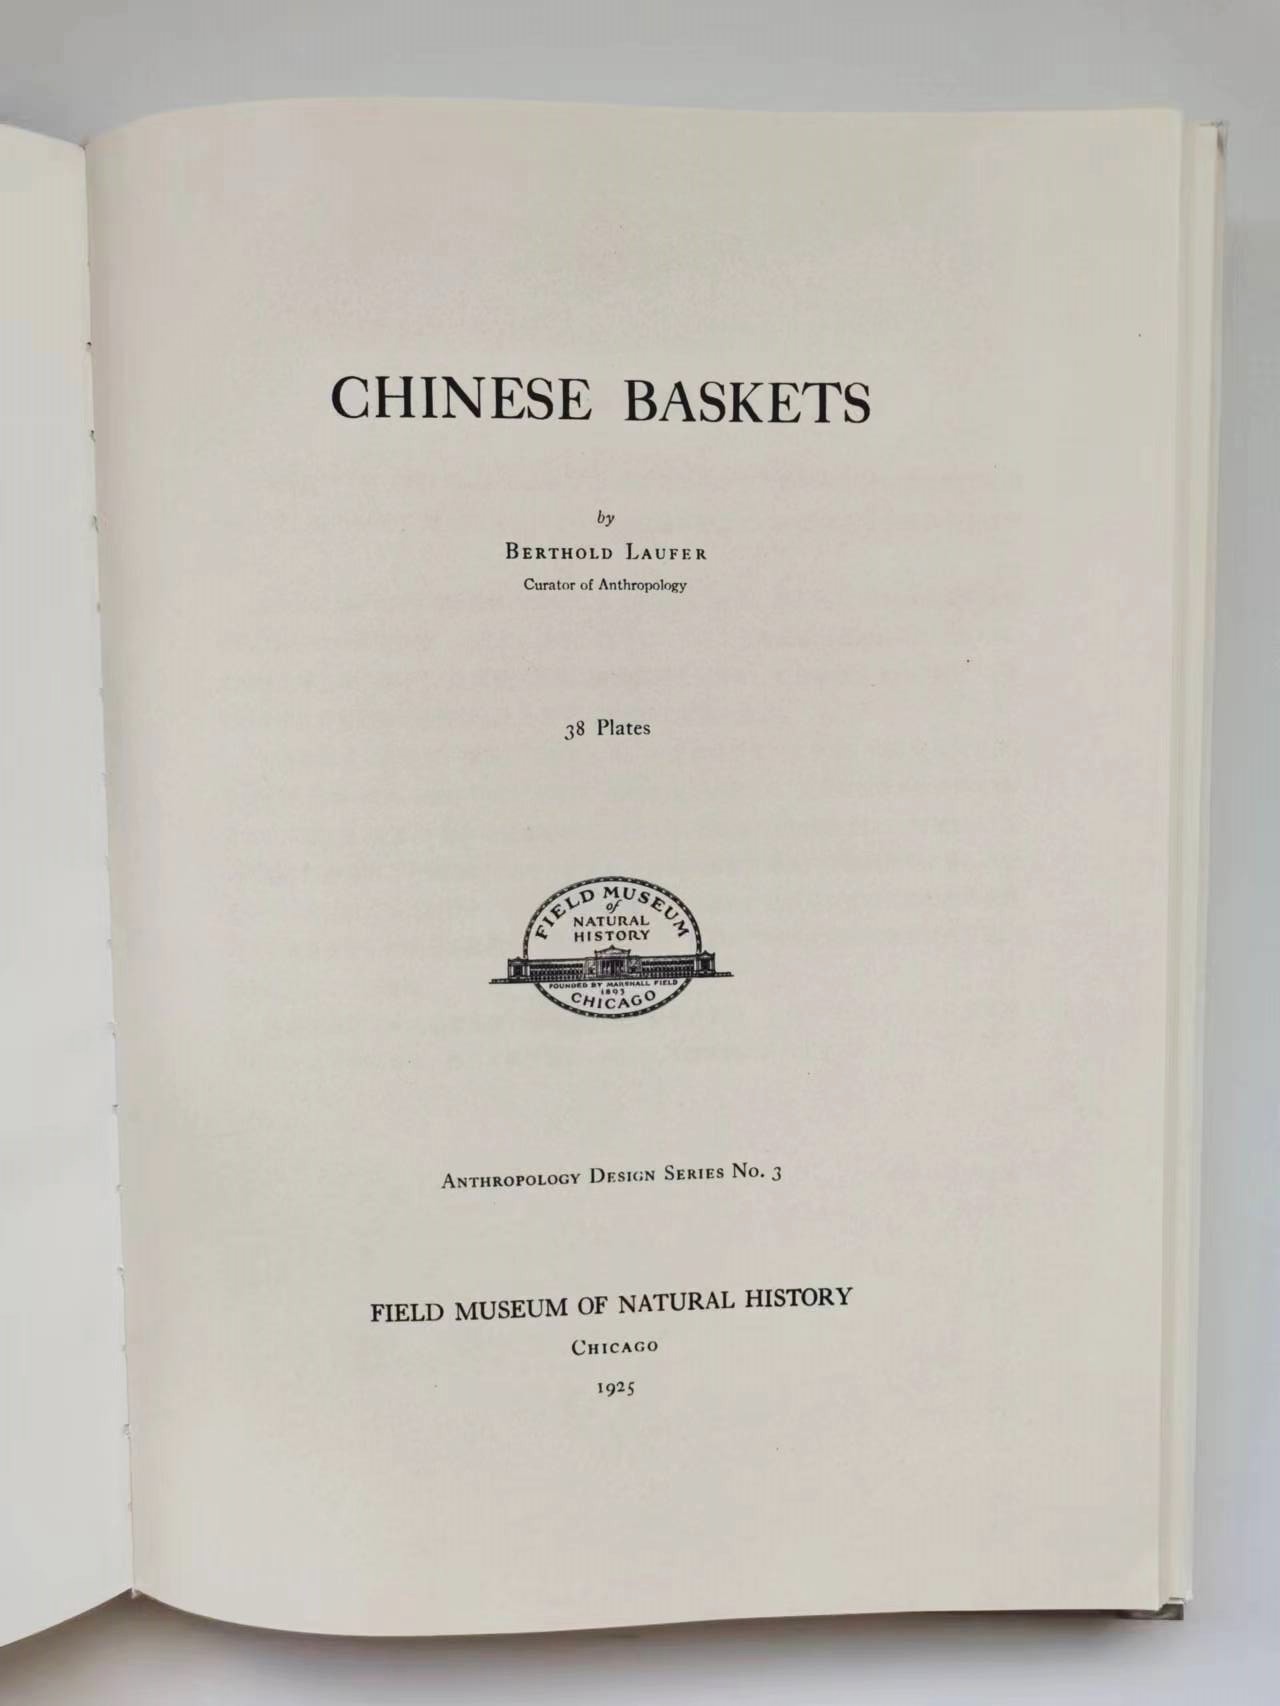 CHINESE BASKETS
by
BERTHOLD LAUFER
Curator of Anthropology
38 Plates
FIELD MUSEUM
of
NATURAL
HISTORY
FOUNDED BY MARSHALL FIELD
1893
CHICAGO
ANTHROPOLOGY DESIGN SERIES NO. 3
FIELD MUSEUM OF NATURAL HISTORY
CHICAGO
1925